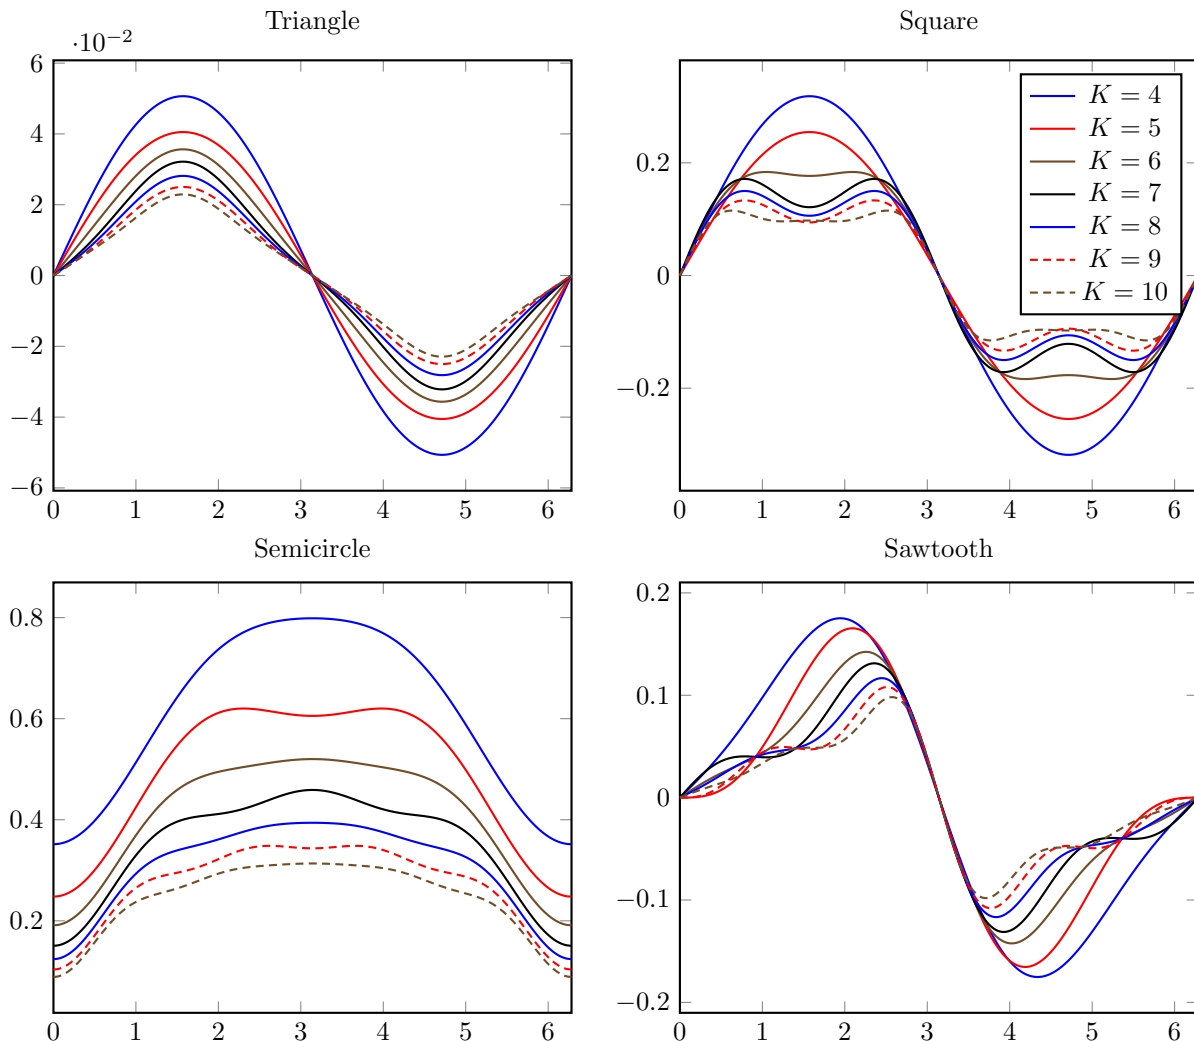 Triangle
·10−2
6
4
2
0
−2
−4
−6
0 1 2 3 4 5 6
Square
0.2
0
−0.2
0 1 2 3 4 5 6
K = 4
K = 5
K = 6
K = 7
K = 8
K = 9
K = 10
Semicircle
0.8
0.6
0.4
0.2
0 1 2 3 4 5 6
Sawtooth
0.2
0.1
0
−0.1
−0.2
0 1 2 3 4 5 6